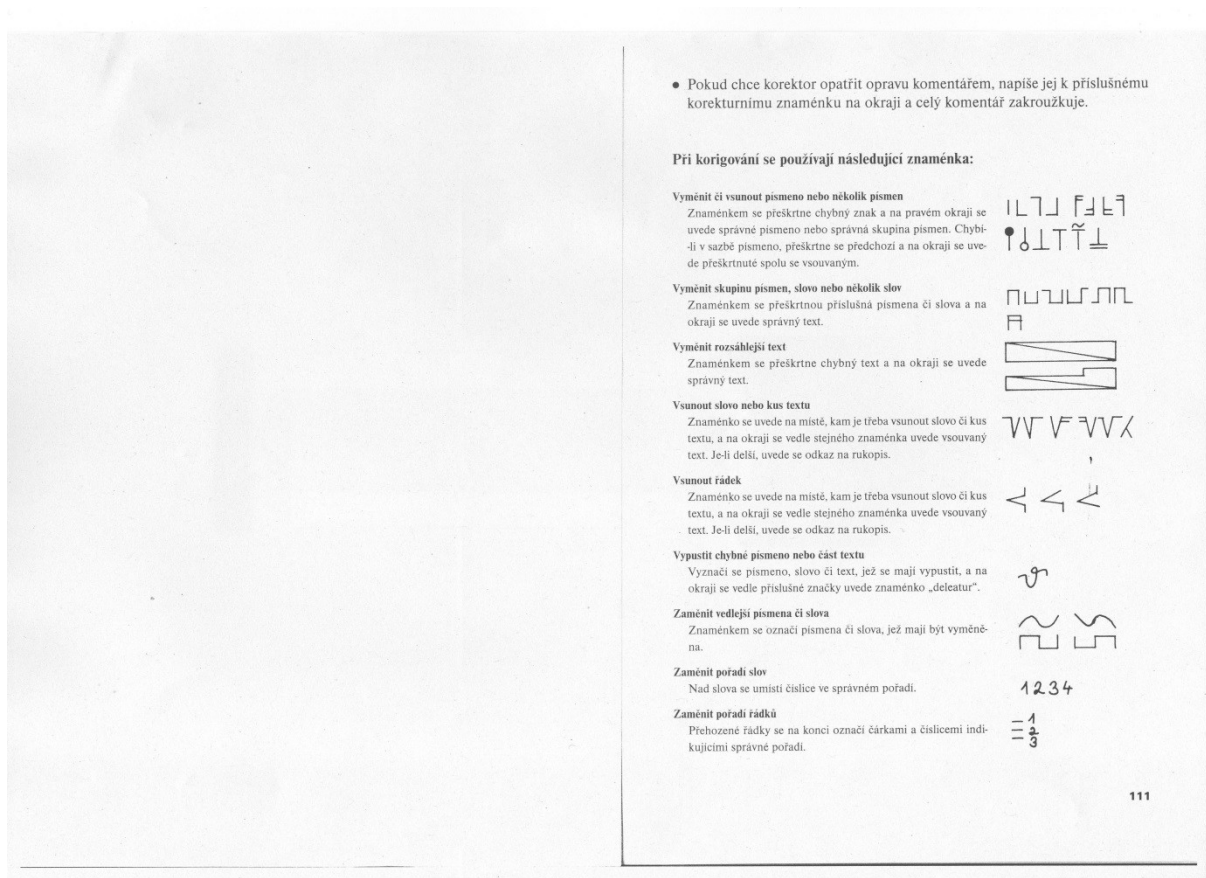 ● Pokud chce korektor opatřit opravu komentářem, napíše jej k příslušnému
korekturnímu znaménku na okraji a celý komentář zakroužkuje.
Při korigování se používají následující znaménka:
Vyměnit či vsunout písmeno nebo několik písmen
Znaménkem se přeškrtne chybný znak a na pravém okraji se
uvede správné písmeno nebo správná skupina písmen. Chybí-
-li v sazbě písmeno, přeškrtne se předchozí a na okraji se uve-
de přeškrtnuté spolu se vsouvaným.
Vyměnit skupinu písmen, slovo nebo několik slov
Znaménkem se přeškrtnou příslušná písmena či slova a na
okraji se uvede správný text.
Vyměnit rozsáhlejší text
Znaménkem se přeškrtne chybný text a na okraji se uvede
správný text.
Vsunout slovo nebo kus textu
Znaménko se uvede na místě, kam je třeba vsunout slovo či kus
textu, a na okraji se vedle stejného znaménka uvede vsouvaný
text. Je-li delší, uvede se odkaz na rukopis.
Vsunout řádek
Znaménko se uvede na místě, kam je třeba vsunout slovo či kus
textu, a na okraji se vedle stejného znaménka uvede vsouvaný
text. Je-li delší, uvede se odkaz na rukopis.
Vypustit chybné písmeno nebo část textu
Vyznačí se písmeno, slovo či text, jež se mají vypustit, a na
okraji se vedle příslušné značky uvede znaménko „deleatur“.
Zaměnit vedlejší písmena či slova
Znaménkem se označí písmena či slova, jež mají být vyměně-
na.
Zaměnit pořadí slov
Nad slova se umístí číslice ve správném pořadí.
1 2 3 4
Zaměnit pořadí řádků
Přehozené řádky se na konci označí čárkami a číslicemi indi-
kujícími správné pořadí.
1
2
3
111